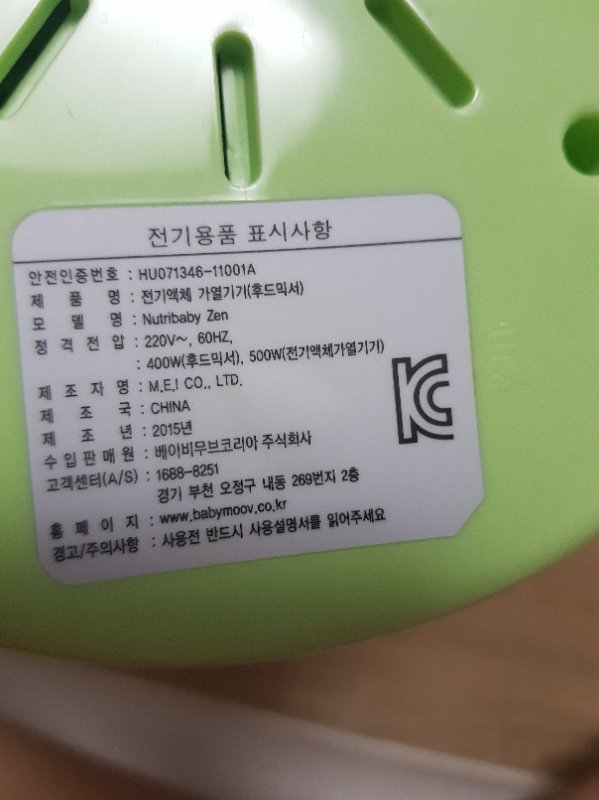 전기용품 표시사항
안전인증번호 : HU071346-11001A
제 품 명 : 전기액체 가열기기(후드믹서)
모 델 명 : Nutribaby Zen
정 격 전 압 : 220V~, 60HZ,
: 400W(후드믹서), 500W(전기액체가열기기)
제 조 자 명 : M.E.I CO., LTD.
제 조 국 : CHINA
제 조 년 : 2015년
수 입 판 매 원 : 베이비무브코리아 주식회사
고객센터(A/S) : 1688-8251
경기 부천 오정구 내동 269번지 2층
홈 페 이 지 : www.babymoov.co.kr
경고/주의사항 : 사용전 반드시 사용설명서를 읽어주세요
KC